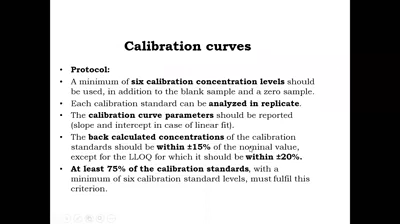 Calibration curves
• Protocol:
• A minimum of six calibration concentration levels should
be used, in addition to the blank sample and a zero sample.
• Each calibration standard can be analyzed in replicate.
• The calibration curve parameters should be reported
(slope and intercept in case of linear fit).
• The back calculated concentrations of the calibration
standards should be within ±15% of the nominal value,
except for the LLOQ for which it should be within ±20%.
• At least 75% of the calibration standards, with a
minimum of six calibration standard levels, must fulfil this
criterion.